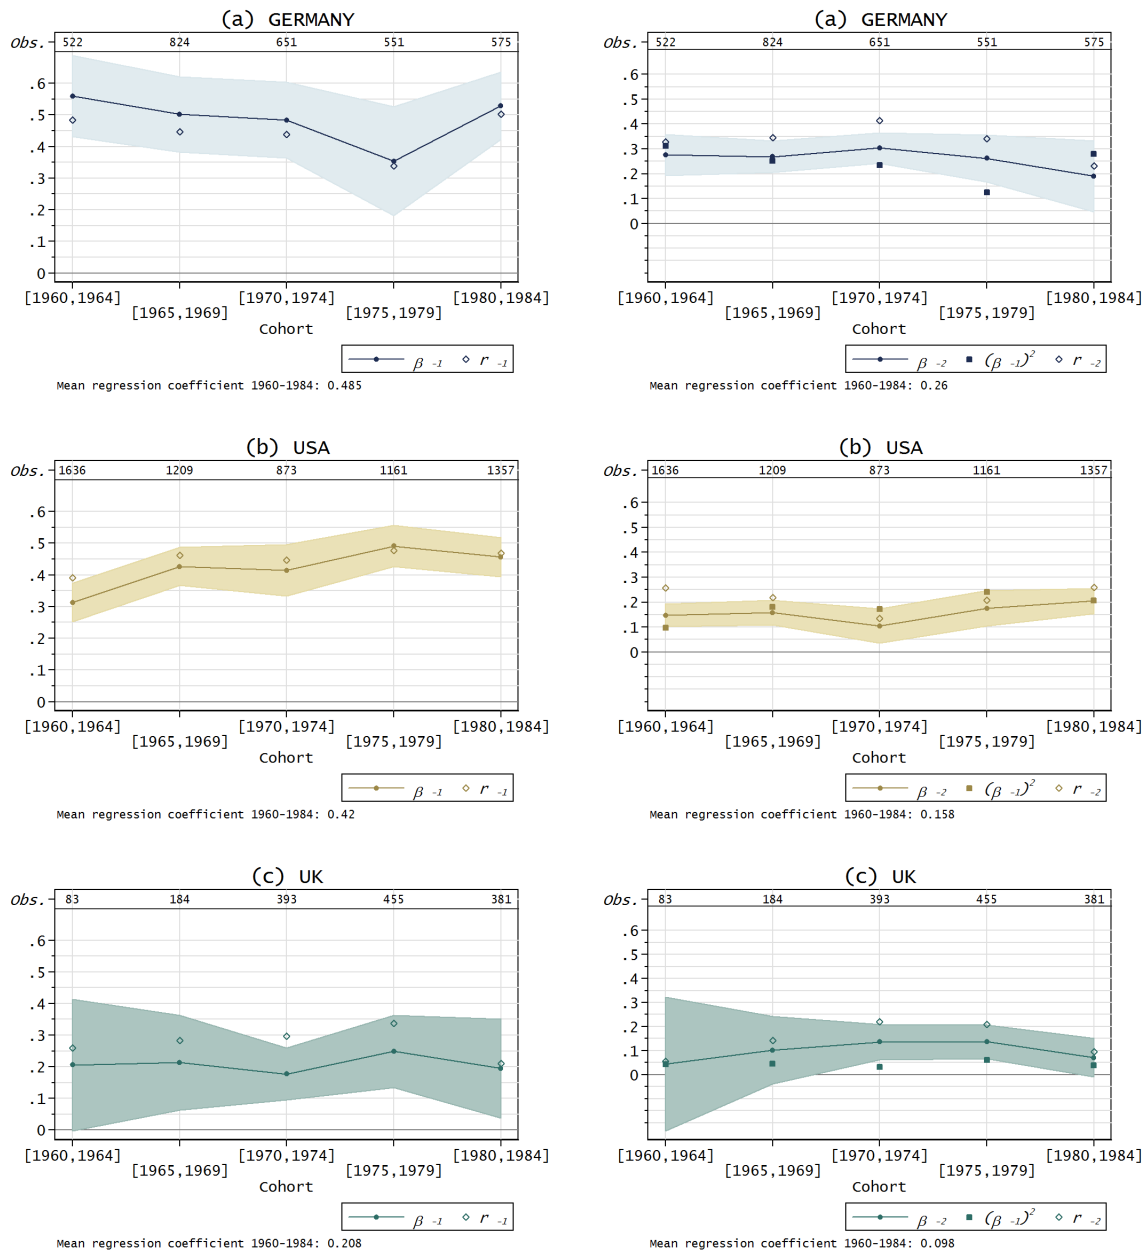 (a) GERMANY
Obs. 522 824 651 551 575
.6
.5
.4
.3
.2
.1
0
[1960,1964] [1970,1974] [1980,1984]
[1965,1969] [1975,1979]
Cohort
β -1 r -1
Mean regression coefficient 1960-1984: 0.485
(a) GERMANY
Obs. 522 824 651 551 575
.6
.5
.4
.3
.2
.1
0
[1960,1964] [1970,1974] [1980,1984]
[1965,1969] [1975,1979]
Cohort
β -2 (β -1)² r -2
Mean regression coefficient 1960-1984: 0.26
(b) USA
Obs. 1636 1209 873 1161 1357
.6
.5
.4
.3
.2
.1
0
[1960,1964] [1970,1974] [1980,1984]
[1965,1969] [1975,1979]
Cohort
β -1 r -1
Mean regression coefficient 1960-1984: 0.42
(b) USA
Obs. 1636 1209 873 1161 1357
.6
.5
.4
.3
.2
.1
0
[1960,1964] [1970,1974] [1980,1984]
[1965,1969] [1975,1979]
Cohort
β -2 (β -1)² r -2
Mean regression coefficient 1960-1984: 0.158
(c) UK
Obs. 83 184 393 455 381
.6
.5
.4
.3
.2
.1
0
[1960,1964] [1970,1974] [1980,1984]
[1965,1969] [1975,1979]
Cohort
β -1 r -1
Mean regression coefficient 1960-1984: 0.208
(c) UK
Obs. 83 184 393 455 381
.6
.5
.4
.3
.2
.1
0
[1960,1964] [1970,1974] [1980,1984]
[1965,1969] [1975,1979]
Cohort
β -2 (β -1)² r -2
Mean regression coefficient 1960-1984: 0.098